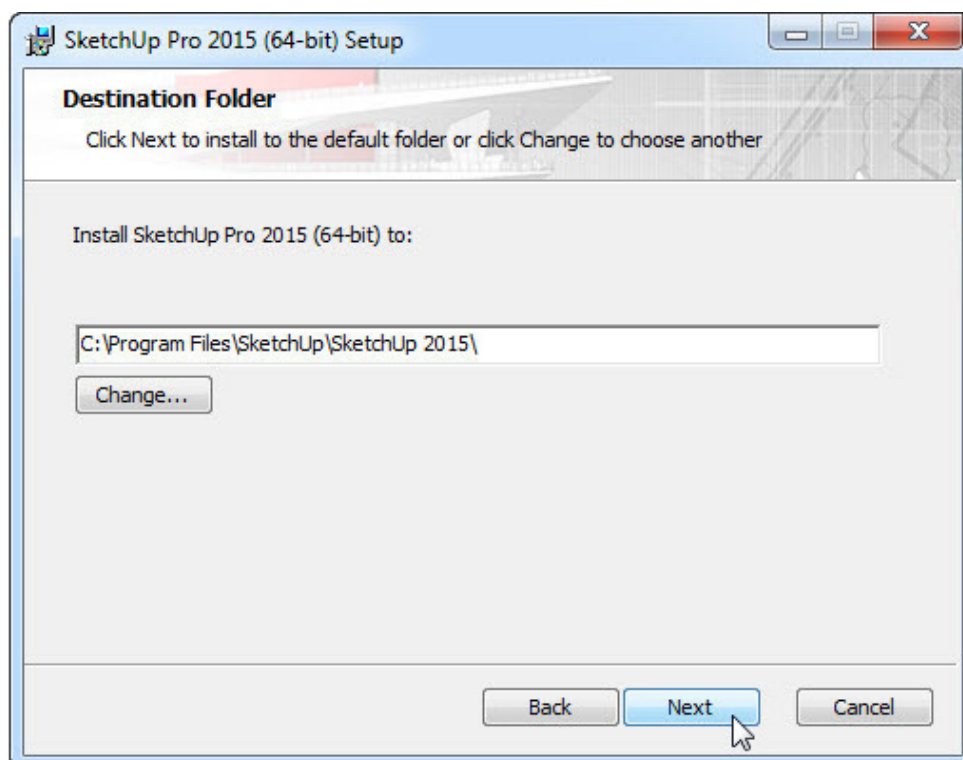 SketchUp Pro 2015 (64-bit) Setup
Destination Folder
Click Next to install to the default folder or click Change to choose another
Install SketchUp Pro 2015 (64-bit) to:
C:\Program Files\SketchUp\SketchUp 2015\
Change...
Back Next Cancel